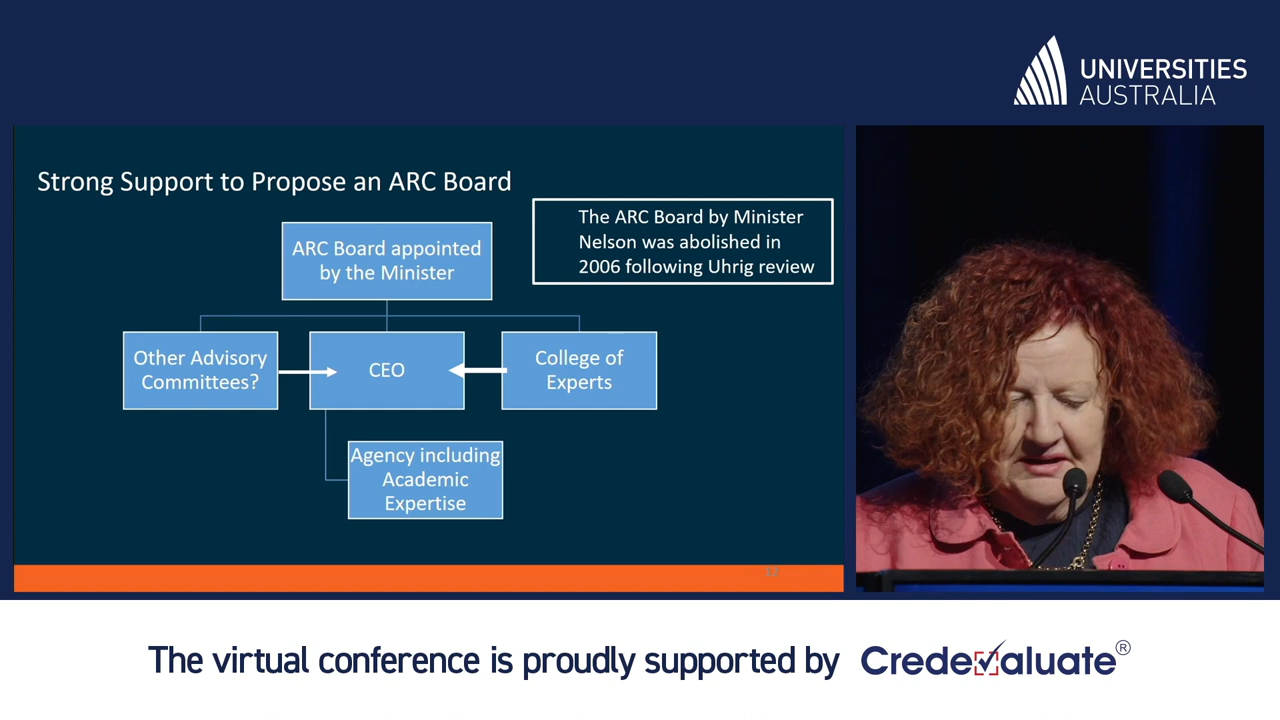 UNIVERSITIES
AUSTRALIA
Strong Support to Propose an ARC Board
The ARC Board by Minister
Nelson was abolished in
2006 following Uhrig review
ARC Board appointed
by the Minister
Other Advisory
Committees?
CEO
College of
Experts
Agency including
Academic
Expertise
The virtual conference is proudly supported by Credevaluate®